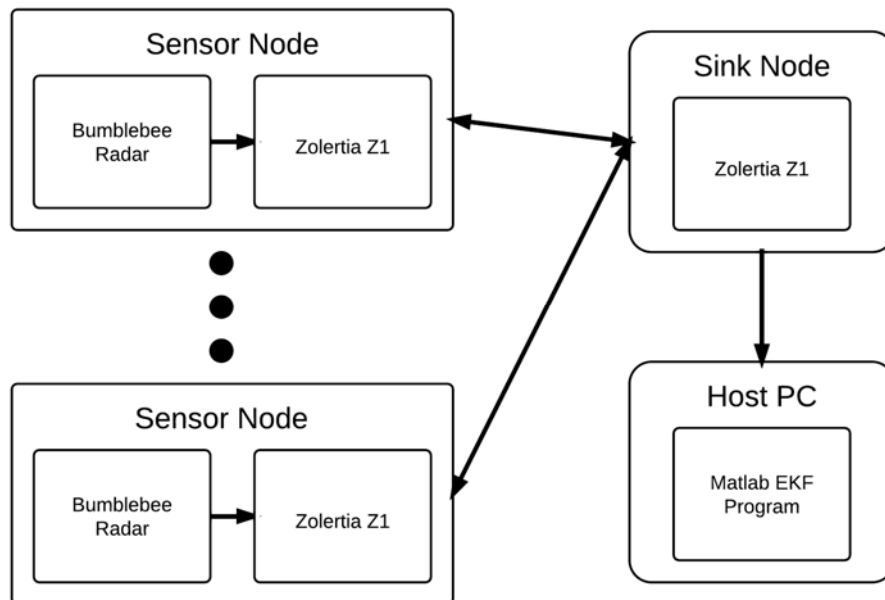 Sensor Node
Bumblebee
Radar
Zolertia Z1
Sink Node
Zolertia Z1
Sensor Node
Bumblebee
Radar
Zolertia Z1
Host PC
Matlab EKF
Program